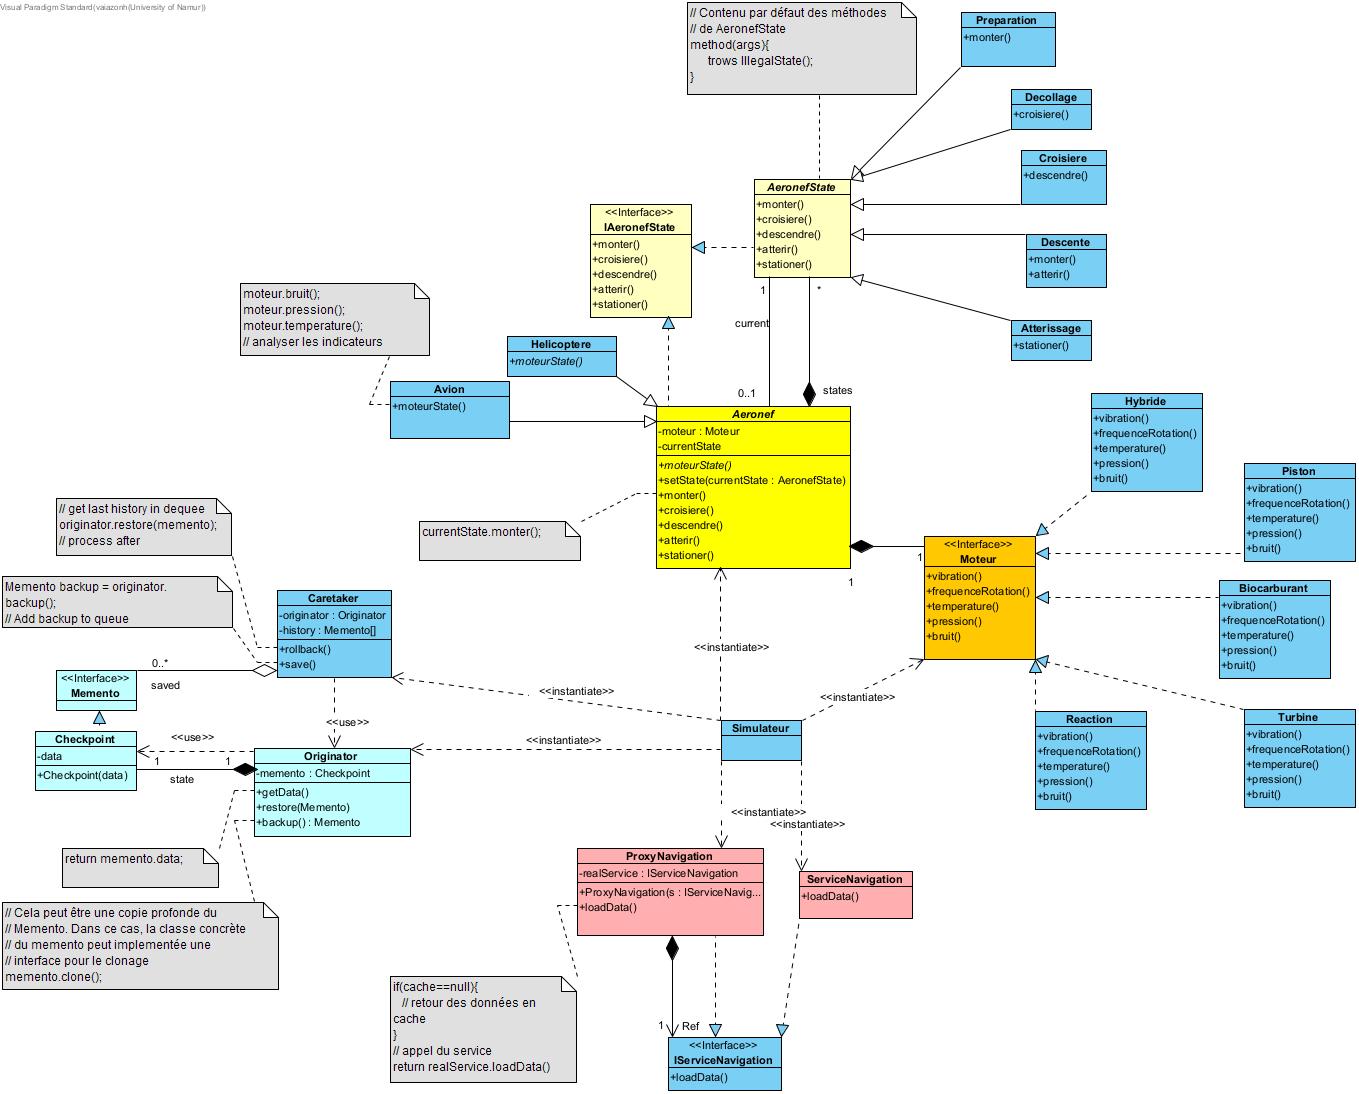 Visual Paradigm Standard(vaiazonh(University of Namur))
// Contenu par défaut des méthodes
// de AeronefState
method(args){
trows IllegalState();
}
Preparation
+monter()
Decollage
+croisiere()
Croisiere
+descendre()
Descente
+monter()
+atterir()
Atterissage
+stationer()
AeronefState
+monter()
+croisiere()
+descendre()
+atterir()
+stationer()
<<Interface>>
IAeronefState
+monter()
+croisiere()
+descendre()
+atterir()
+stationer()
1
*
current
0..1
states
moteur.bruit();
moteur.pression();
moteur.temperature();
// analyser les indicateurs
Helicoptere
+moteurState()
Avion
+moteurState()
Aeronef
-moteur : Moteur
-currentState
+moteurState()
+setState(currentState : AeronefState)
+monter()
+croisiere()
+descendre()
+atterir()
+stationer()
currentState.monter();
1
1
<<Interface>>
Moteur
+vibration()
+frequenceRotation()
+temperature()
+pression()
+bruit()
Hybride
+vibration()
+frequenceRotation()
+temperature()
+pression()
+bruit()
Piston
+vibration()
+frequenceRotation()
+temperature()
+pression()
+bruit()
Biocarburant
+vibration()
+frequenceRotation()
+temperature()
+pression()
+bruit()
Reaction
+vibration()
+frequenceRotation()
+temperature()
+pression()
+bruit()
Turbine
+vibration()
+frequenceRotation()
+temperature()
+pression()
+bruit()
// get last history in dequee
originator.restore(memento);
// process after
Memento backup = originator.
backup();
// Add backup to queue
Caretaker
-originator : Originator
-history : Memento[]
+rollback()
+save()
0..*
saved
<<Interface>>
Memento
Checkpoint
-data
+Checkpoint(data)
<<use>>
1
1
state
<<use>>
Originator
-memento : Checkpoint
+getData()
+restore(Memento)
+backup() : Memento
return memento.data;
// Cela peut être une copie profonde du
// Memento. Dans ce cas, la classe concrète
// du memento peut implementée une
// interface pour le clonage
memento.clone();
<<instantiate>>
<<instantiate>>
<<instantiate>>
<<instantiate>>
Simulateur
<<instantiate>>
<<instantiate>>
ProxyNavigation
-realService : IServiceNavigation
+ProxyNavigation(s : IServiceNavig...
+loadData()
ServiceNavigation
+loadData()
if(cache==null){
// retour des données en
cache
}
// appel du service
return realService.loadData()
1
Ref
<<Interface>>
IServiceNavigation
+loadData()